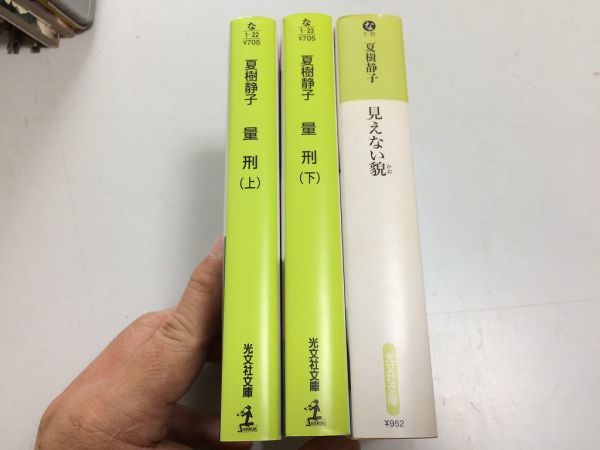 な
1-22
¥705
夏樹静子
量刑
(上)
光文社文庫
な
1-23
¥705
夏樹静子
量刑
(下)
光文社文庫
な
1-31
夏樹静子
見えない貌
かお
光文社文庫
¥952